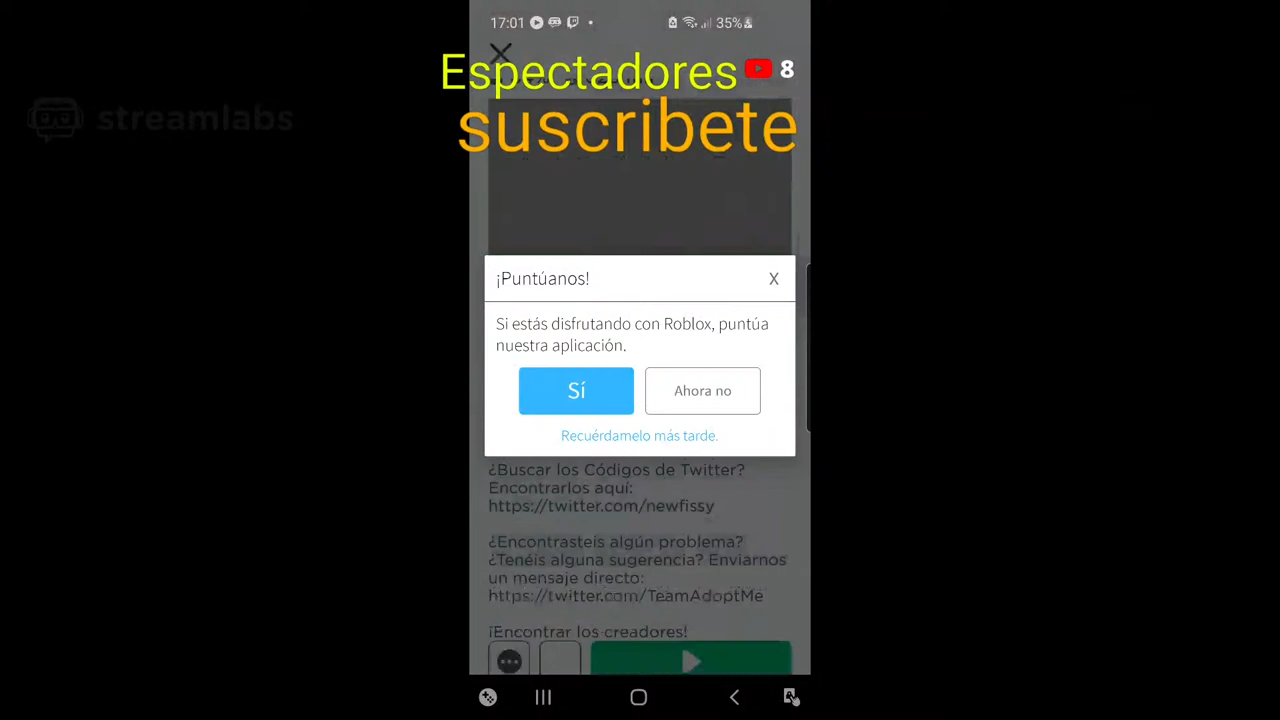 17:01
35%
Espectadores 8
suscribete
streamlabs
¡Puntúanos!
X
Si estás disfrutando con Roblox, puntúa
nuestra aplicación.
Sí
Ahora no
Recuérdamelo más tarde.
¿Buscar los Códigos de Twitter?
Encontrarlos aquí:
https://twitter.com/newfissy
¿Encontrasteis algún problema?
¿Tenéis alguna sugerencia? Enviarnos
un mensaje directo:
https://twitter.com/TeamAdoptMe
¡Encontrar los creadores!